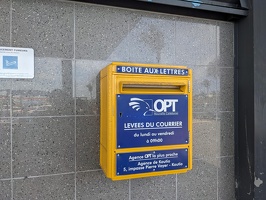 BOITE AUX LETTRES
OPT
LEVEES DU COURRIER
du lundi au vendredi
à 09h00
Agence OPT la plus proche
Agence de Koutio
5, impasse Pierre Voyer - Koutio